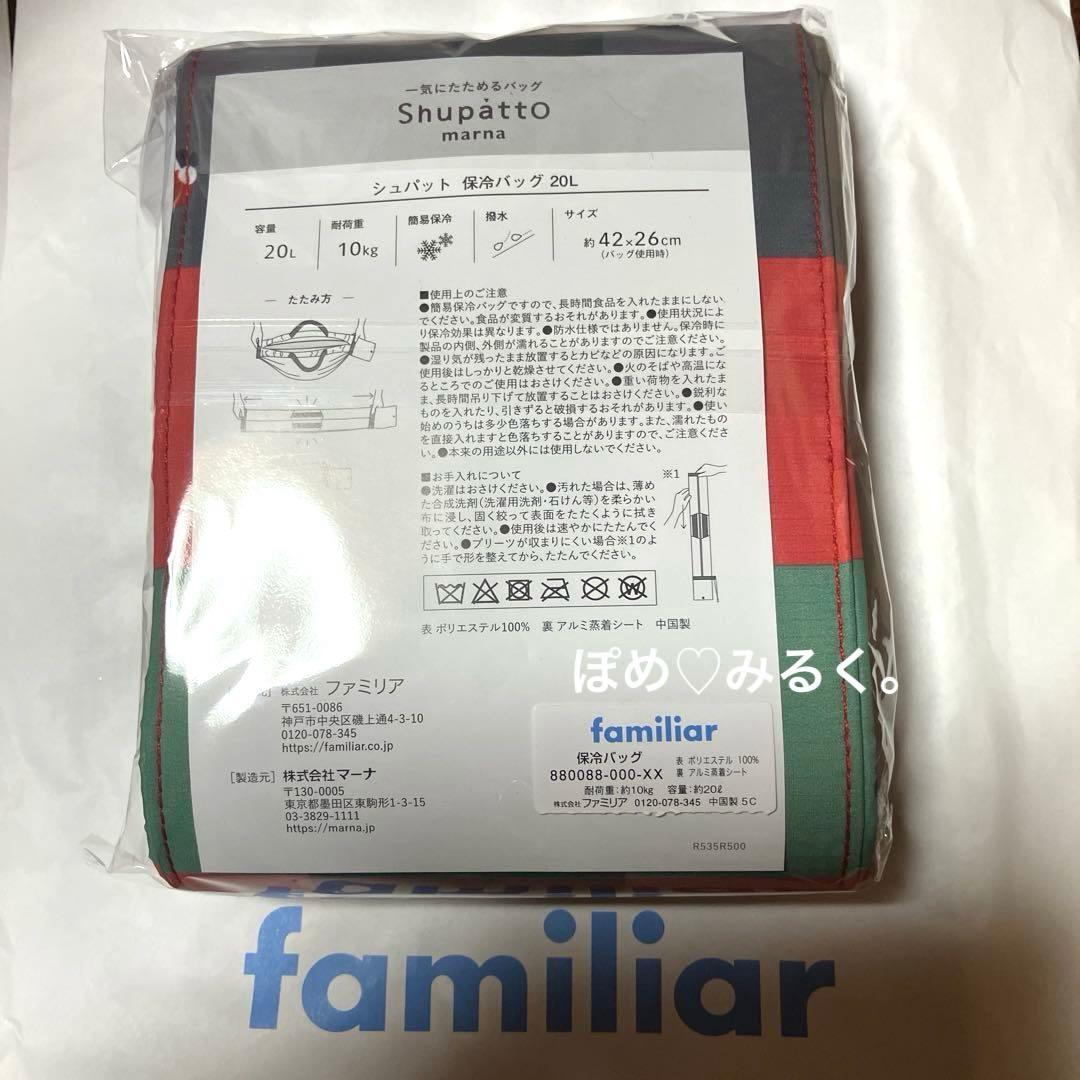 一気にたためるバッグ
Shupatto
marna
シュパット 保冷バッグ 20L
容量
20L
耐荷重
10kg
簡易保冷
撥水
サイズ
約 42×26cm
(バッグ使用時)
— たたみ方 —
■使用上のご注意
●簡易保冷バッグですので、長時間食品を入れたままにしない
でください。食品が変質するおそれがあります。●使用状況によ
り保冷効果は異なります。●防水仕様ではありません。保冷時に
製品の内側、外側が濡れることがありますのでご注意ください。
●湿り気が残ったまま放置するとカビなどの原因になります。ご
使用後はしっかりと乾燥させてください。●火のそばや高温にな
るところでのご使用はおさけください。●重い荷物を入れたま
ま、長時間吊り下げて放置することはおさけください。●鋭利な
ものを入れたり、引きずると破損するおそれがあります。●使い
始めのうちは多少色落ちする場合があります。また、濡れたもの
を直接入れますと色落ちすることがありますので、ご注意くださ
い。●本来の用途以外には使用しないでください。
■お手入れについて
●洗濯はおさけください。●汚れた場合は、薄め
た合成洗剤(洗濯用洗剤・石けん等)を柔らかい
布に浸し、固く絞って表面をたたくように拭き
取ってください。●使用後は速やかにたたんでく
ださい。●プリーツが収まりにくい場合※1のよ
うに手で形を整えてから、たたんでください。
※1
表 ポリエステル100% 裏 アルミ蒸着シート 中国製
ぽめ♡みるく。
元] 株式会社 ファミリア
〒651-0086
神戸市中央区磯上通4-3-10
0120-078-345
https://familiar.co.jp
[製造元] 株式会社マーナ
〒130-0005
東京都墨田区東駒形1-3-15
03-3829-1111
https://marna.jp
familiar
保冷バッグ
880088-000-XX
表 ポリエステル 100%
裏 アルミ蒸着シート
耐荷重:約10kg 容量:約20ℓ
株式会社 ファミリア 0120-078-345 中国製 5C
R535R500
familiar